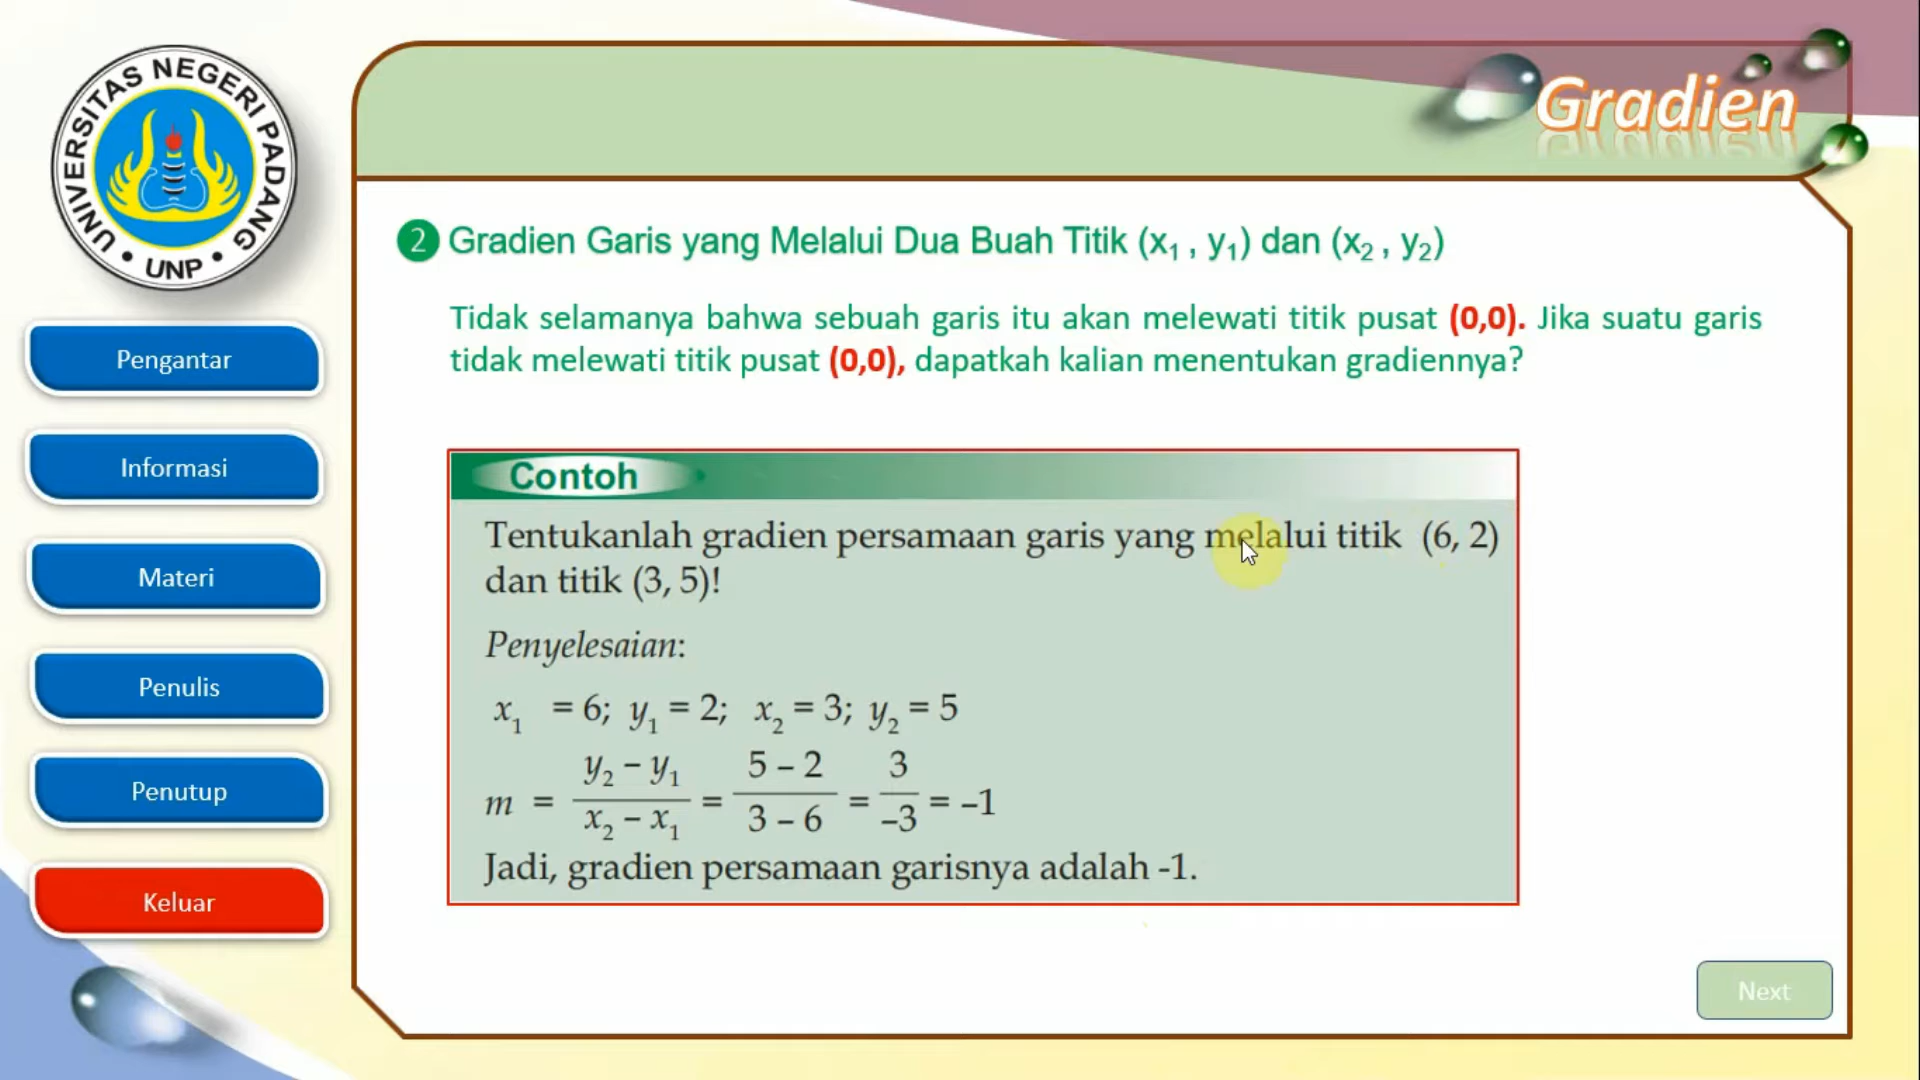 UNIVERSITAS NEGERI PADANG
• UNP •
Pengantar
Informasi
Materi
Penulis
Penutup
Keluar
Gradien
2 Gradien Garis yang Melalui Dua Buah Titik (x₁ , y₁) dan (x₂ , y₂)
Tidak selamanya bahwa sebuah garis itu akan melewati titik pusat (0,0). Jika suatu garis
tidak melewati titik pusat (0,0), dapatkah kalian menentukan gradiennya?
Contoh
Tentukanlah gradien persamaan garis yang melalui titik (6, 2)
dan titik (3, 5)!
Penyelesaian:
x₁ = 6; y₁ = 2; x₂ = 3; y₂ = 5
m = (y₂ – y₁)/(x₂ – x₁) = (5 – 2)/(3 – 6) = 3/–3 = –1
Jadi, gradien persamaan garisnya adalah -1.
Next